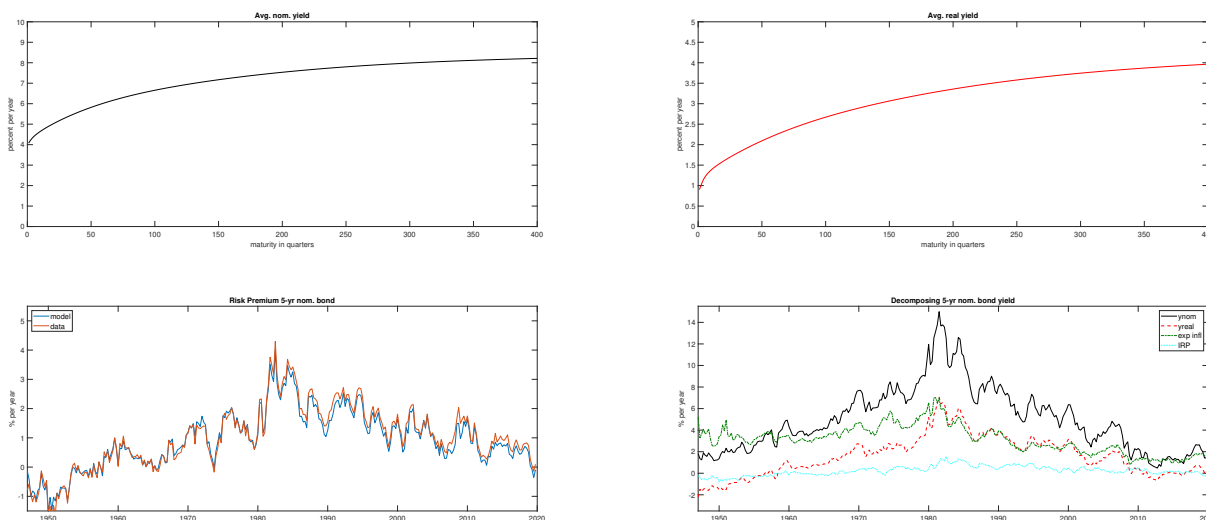 Avg. nom. yield
percent per year
10
9
8
7
6
5
4
3
2
1
0
0 50 100 150 200 250 300 350 400
maturity in quarters
Avg. real yield
percent per year
5
4.5
4
3.5
3
2.5
2
1.5
1
0.5
0
0 50 100 150 200 250 300 350
maturity in quarters
Risk Premium 5-yr nom. bond
model
data
% per year
5
4
3
2
1
0
-1
1950 1960 1970 1980 1990 2000 2010 2020
Decomposing 5-yr nom. bond yield
ynom
yreal
exp infl
IRP
% per year
14
12
10
8
6
4
2
0
-2
1950 1960 1970 1980 1990 2000 2010